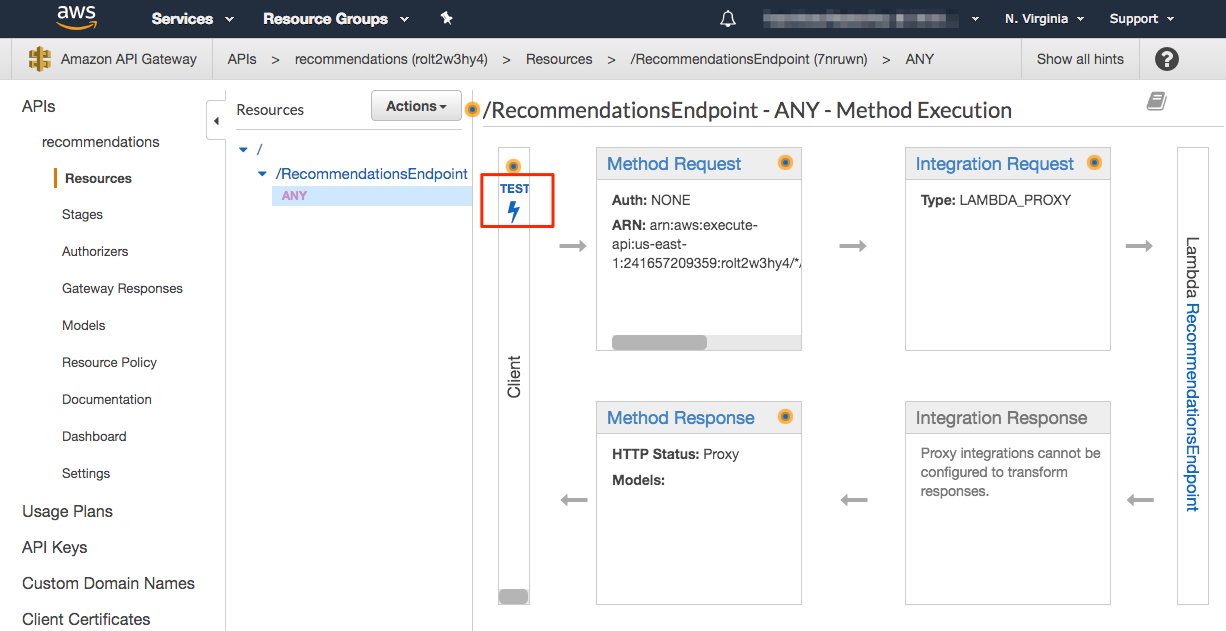 aws
Services
Resource Groups
N. Virginia
Support
Amazon API Gateway
APIs > recommendations (rolt2w3hy4) > Resources > /RecommendationsEndpoint (7nruwn) > ANY
Show all hints
?
APIs
recommendations
Resources
Stages
Authorizers
Gateway Responses
Models
Resource Policy
Documentation
Dashboard
Settings
Usage Plans
API Keys
Custom Domain Names
Client Certificates
Resources
Actions
/
/RecommendationsEndpoint
ANY
/RecommendationsEndpoint - ANY - Method Execution
TEST
Client
Method Request
Auth: NONE
ARN: arn:aws:execute-
api:us-east-
1:241657209359:rolt2w3hy4/*/
Integration Request
Type: LAMBDA_PROXY
Lambda RecommendationsEndpoint
Method Response
HTTP Status: Proxy
Models:
Integration Response
Proxy integrations cannot be
configured to transform
responses.